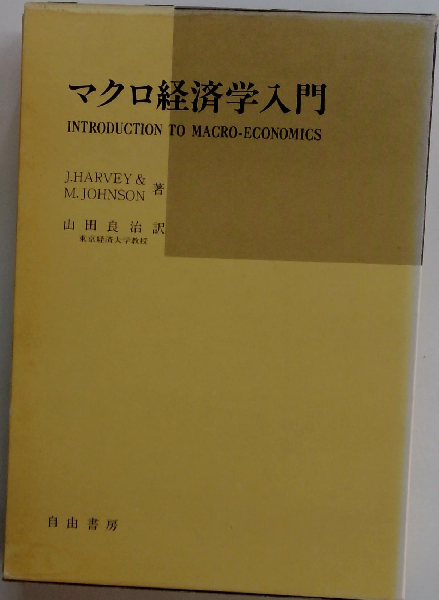 マクロ経済学入門
INTRODUCTION TO MACRO-ECONOMICS
J.HARVEY &
M.JOHNSON 著
山田良治 訳
東京経済大学教授
自由書房